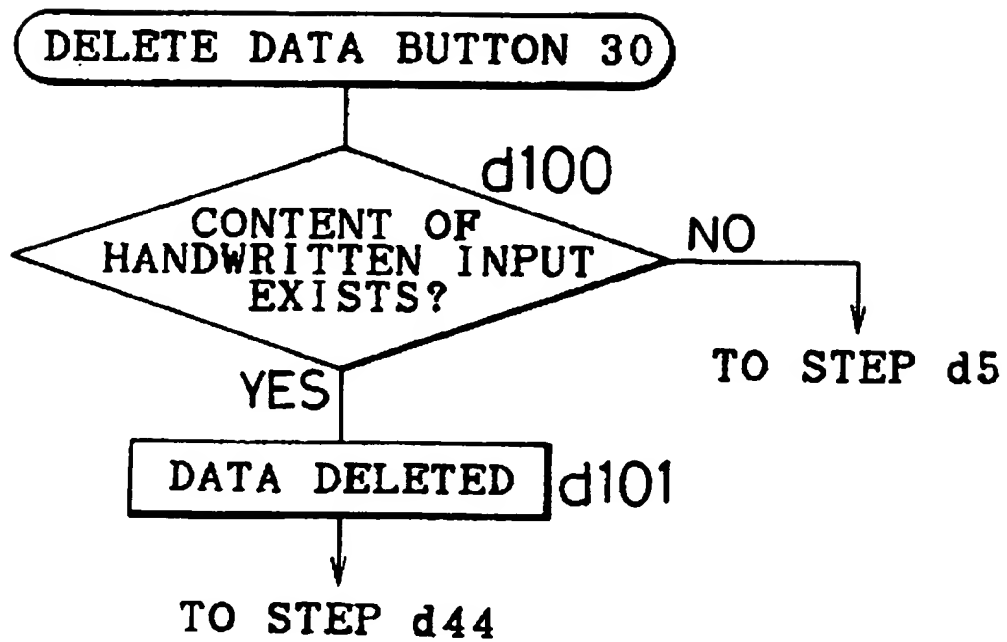 DELETE DATA BUTTON 30
d100
CONTENT OF
HANDWRITTEN INPUT
EXISTS?
NO
TO STEP d5
YES
DATA DELETED
d101
TO STEP d44